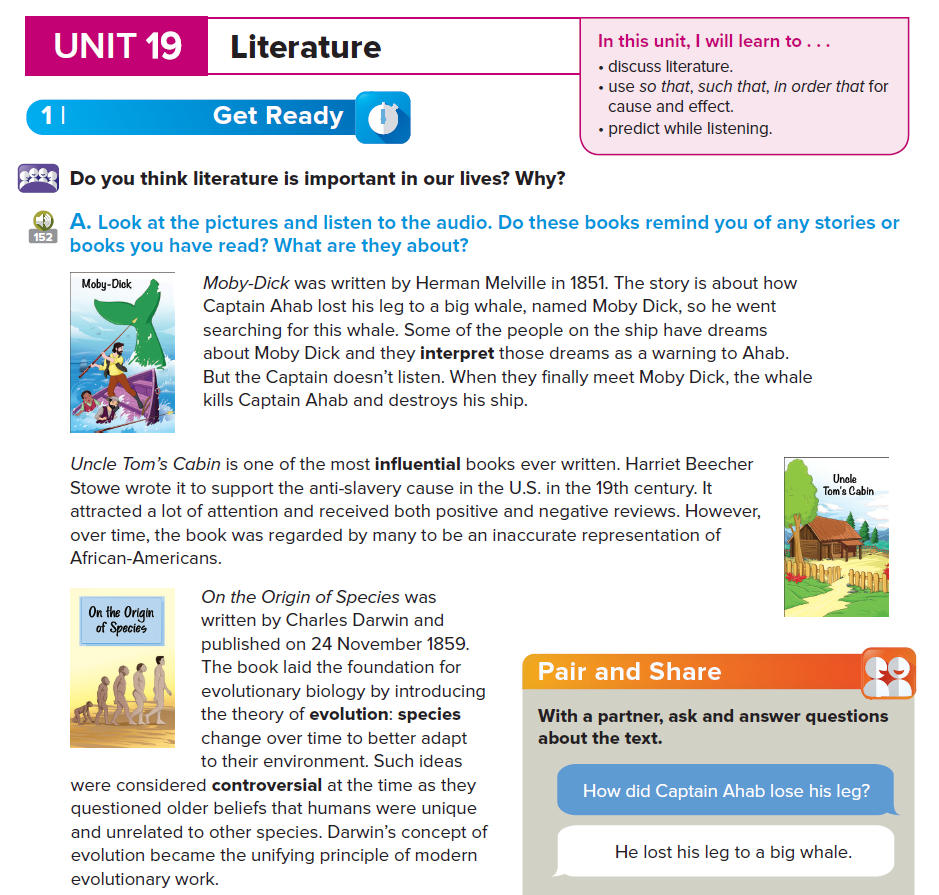 UNIT 19
Literature
In this unit, I will learn to . . .
• discuss literature.
• use so that, such that, in order that for
cause and effect.
• predict while listening.
1 |
Get Ready
Do you think literature is important in our lives? Why?
152
A. Look at the pictures and listen to the audio. Do these books remind you of any stories or
books you have read? What are they about?
Moby-Dick
Moby-Dick was written by Herman Melville in 1851. The story is about how
Captain Ahab lost his leg to a big whale, named Moby Dick, so he went
searching for this whale. Some of the people on the ship have dreams
about Moby Dick and they interpret those dreams as a warning to Ahab.
But the Captain doesn’t listen. When they finally meet Moby Dick, the whale
kills Captain Ahab and destroys his ship.
Uncle Tom’s Cabin is one of the most influential books ever written. Harriet Beecher
Stowe wrote it to support the anti-slavery cause in the U.S. in the 19th century. It
attracted a lot of attention and received both positive and negative reviews. However,
over time, the book was regarded by many to be an inaccurate representation of
African-Americans.
Uncle
Tom’s Cabin
On the Origin
of Species
On the Origin of Species was
written by Charles Darwin and
published on 24 November 1859.
The book laid the foundation for
evolutionary biology by introducing
the theory of evolution: species
change over time to better adapt
to their environment. Such ideas
were considered controversial at the time as they
questioned older beliefs that humans were unique
and unrelated to other species. Darwin’s concept of
evolution became the unifying principle of modern
evolutionary work.
Pair and Share
With a partner, ask and answer questions
about the text.
How did Captain Ahab lose his leg?
He lost his leg to a big whale.